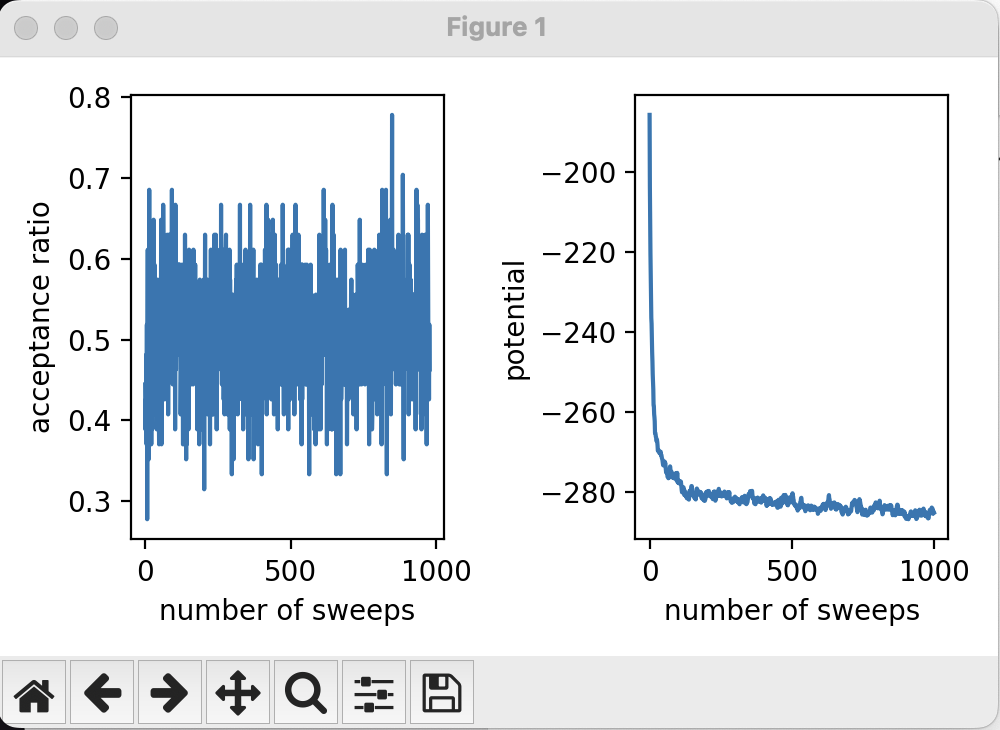 Figure 1
0.8
0.7
0.6
0.5
0.4
0.3
acceptance ratio
0 500 1000
number of sweeps
−200
−220
−240
−260
−280
potential
0 500 1000
number of sweeps